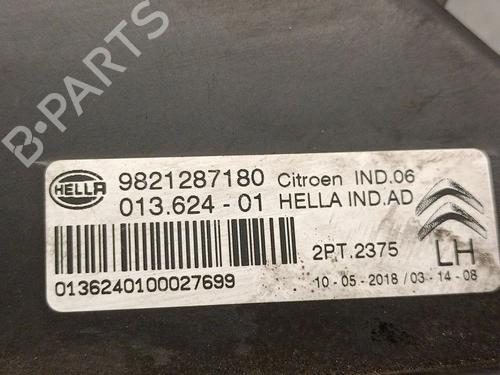 B-PARTS
HELLA 9821287180 Citroen IND.06
013.624-01 HELLA IND.AD
2PT.2375 LH
0136240100027699
10-05-2018/03-14-08